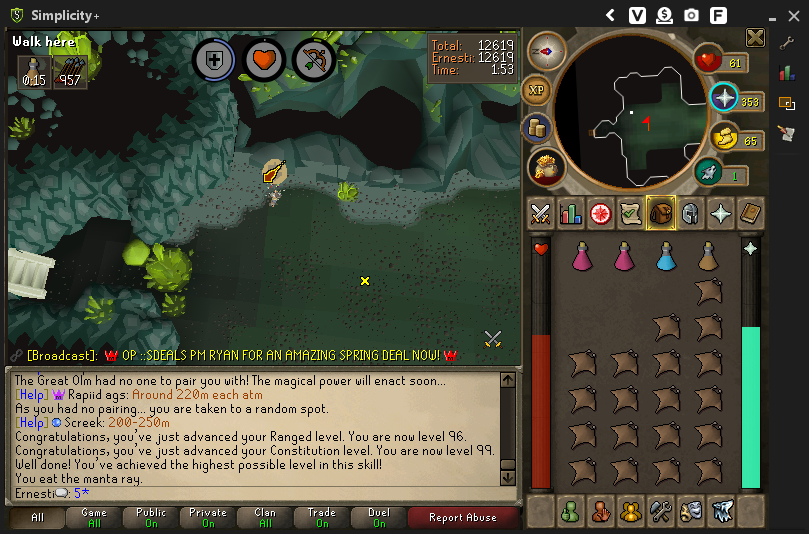 Simplicity+
Walk here
0:15
957
Total: 12619
Ernesti: 12619
Time: 1:53
XP
61
353
65
1
[Broadcast]: OP ::SDEALS PM RYAN FOR AN AMAZING SPRING DEAL NOW!
The Great Olm had no one to pair you with! The magical power will enact soon...
[Help] Rapiid ags: Around 220m each atm
As you had no pairing... you are taken to a random spot.
[Help] Screek: 200-250m
Congratulations, you've just advanced your Ranged level. You are now level 96.
Congratulations, you've just advanced your Constitution level. You are now level 99.
Well done! You've achieved the highest possible level in this skill!
You eat the manta ray.
Ernesti: 5*
All
Game
All
Public
On
Private
On
Clan
All
Trade
On
Duel
On
Report Abuse